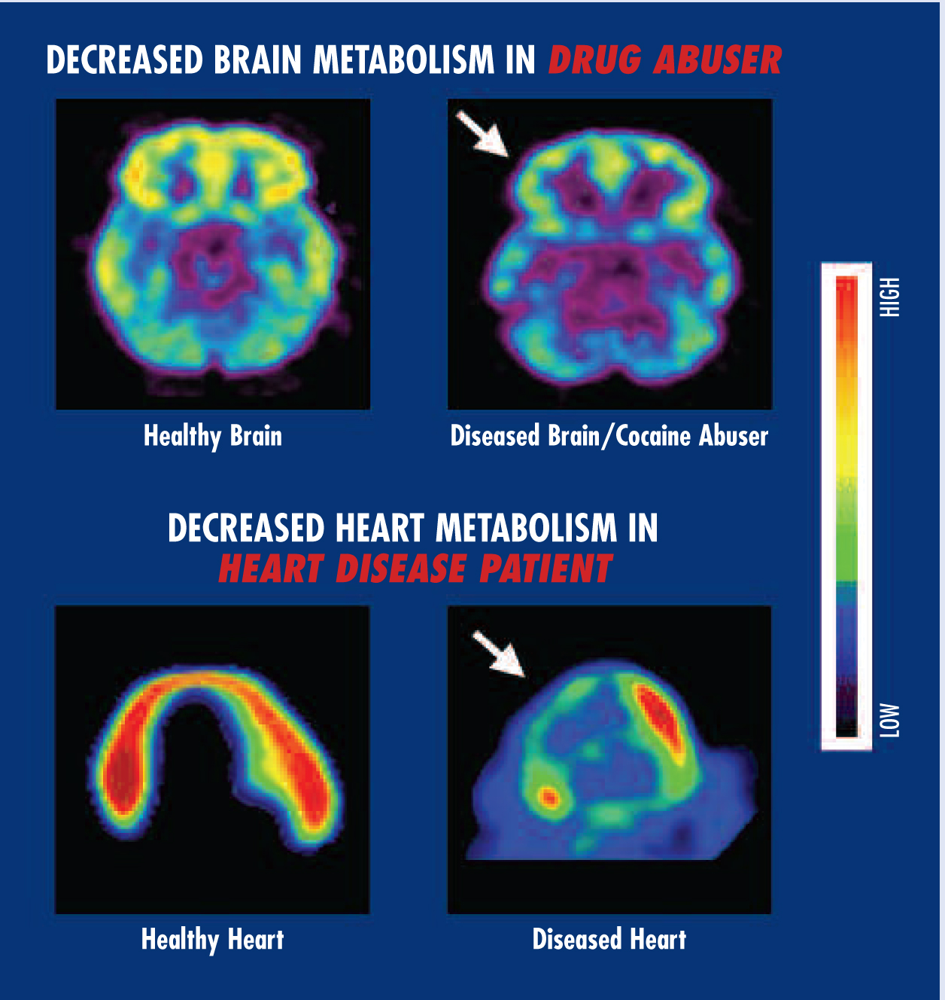 DECREASED BRAIN METABOLISM IN DRUG ABUSER
Healthy Brain
Diseased Brain/Cocaine Abuser
HIGH
LOW
DECREASED HEART METABOLISM IN
HEART DISEASE PATIENT
Healthy Heart
Diseased Heart